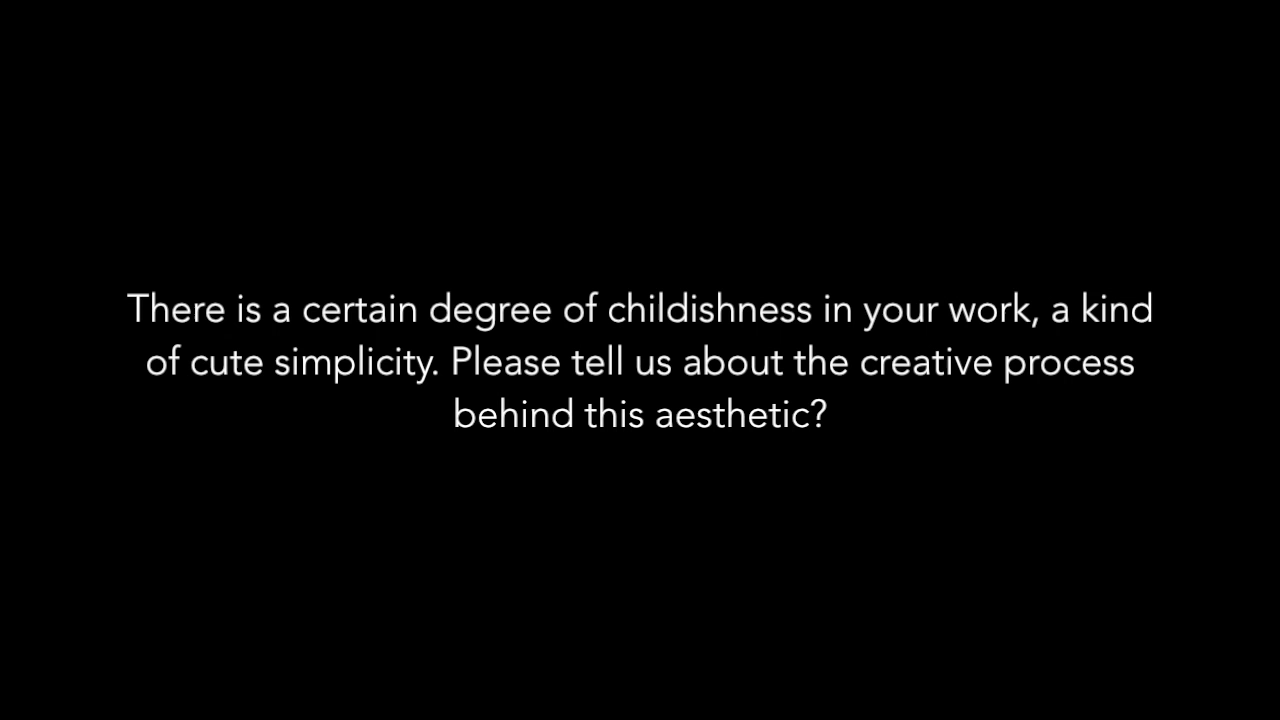 There is a certain degree of childishness in your work, a kind
of cute simplicity. Please tell us about the creative process
behind this aesthetic?